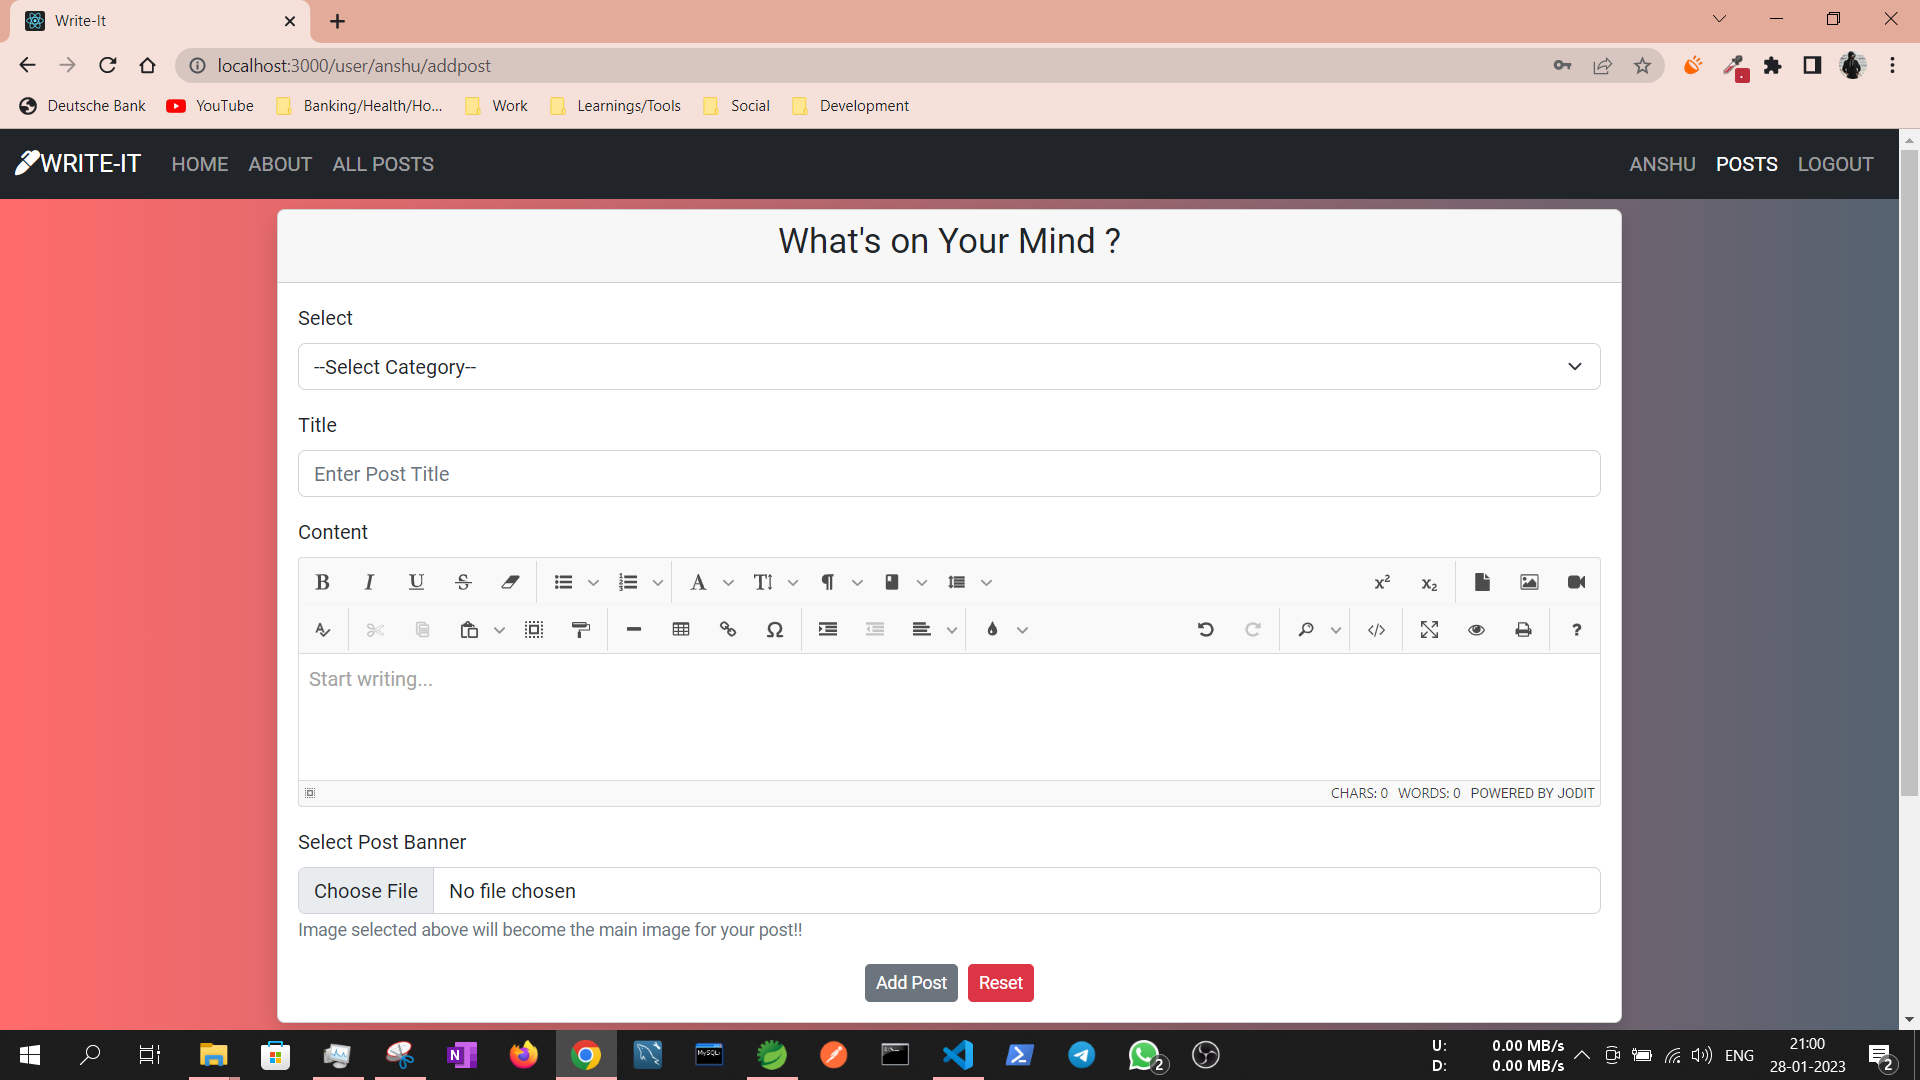 Write-It
localhost:3000/user/anshu/addpost
Deutsche Bank YouTube Banking/Health/Ho... Work Learnings/Tools Social Development
WRITE-IT HOME ABOUT ALL POSTS ANSHU POSTS LOGOUT
What's on Your Mind ?
Select
--Select Category--
Title
Enter Post Title
Content
Start writing...
CHARS: 0 WORDS: 0 POWERED BY JODIT
Select Post Banner
Choose File No file chosen
Image selected above will become the main image for your post!!
Add Post Reset
U: 0.00 MB/s
D: 0.00 MB/s
ENG
21:00
28-01-2023
2
2